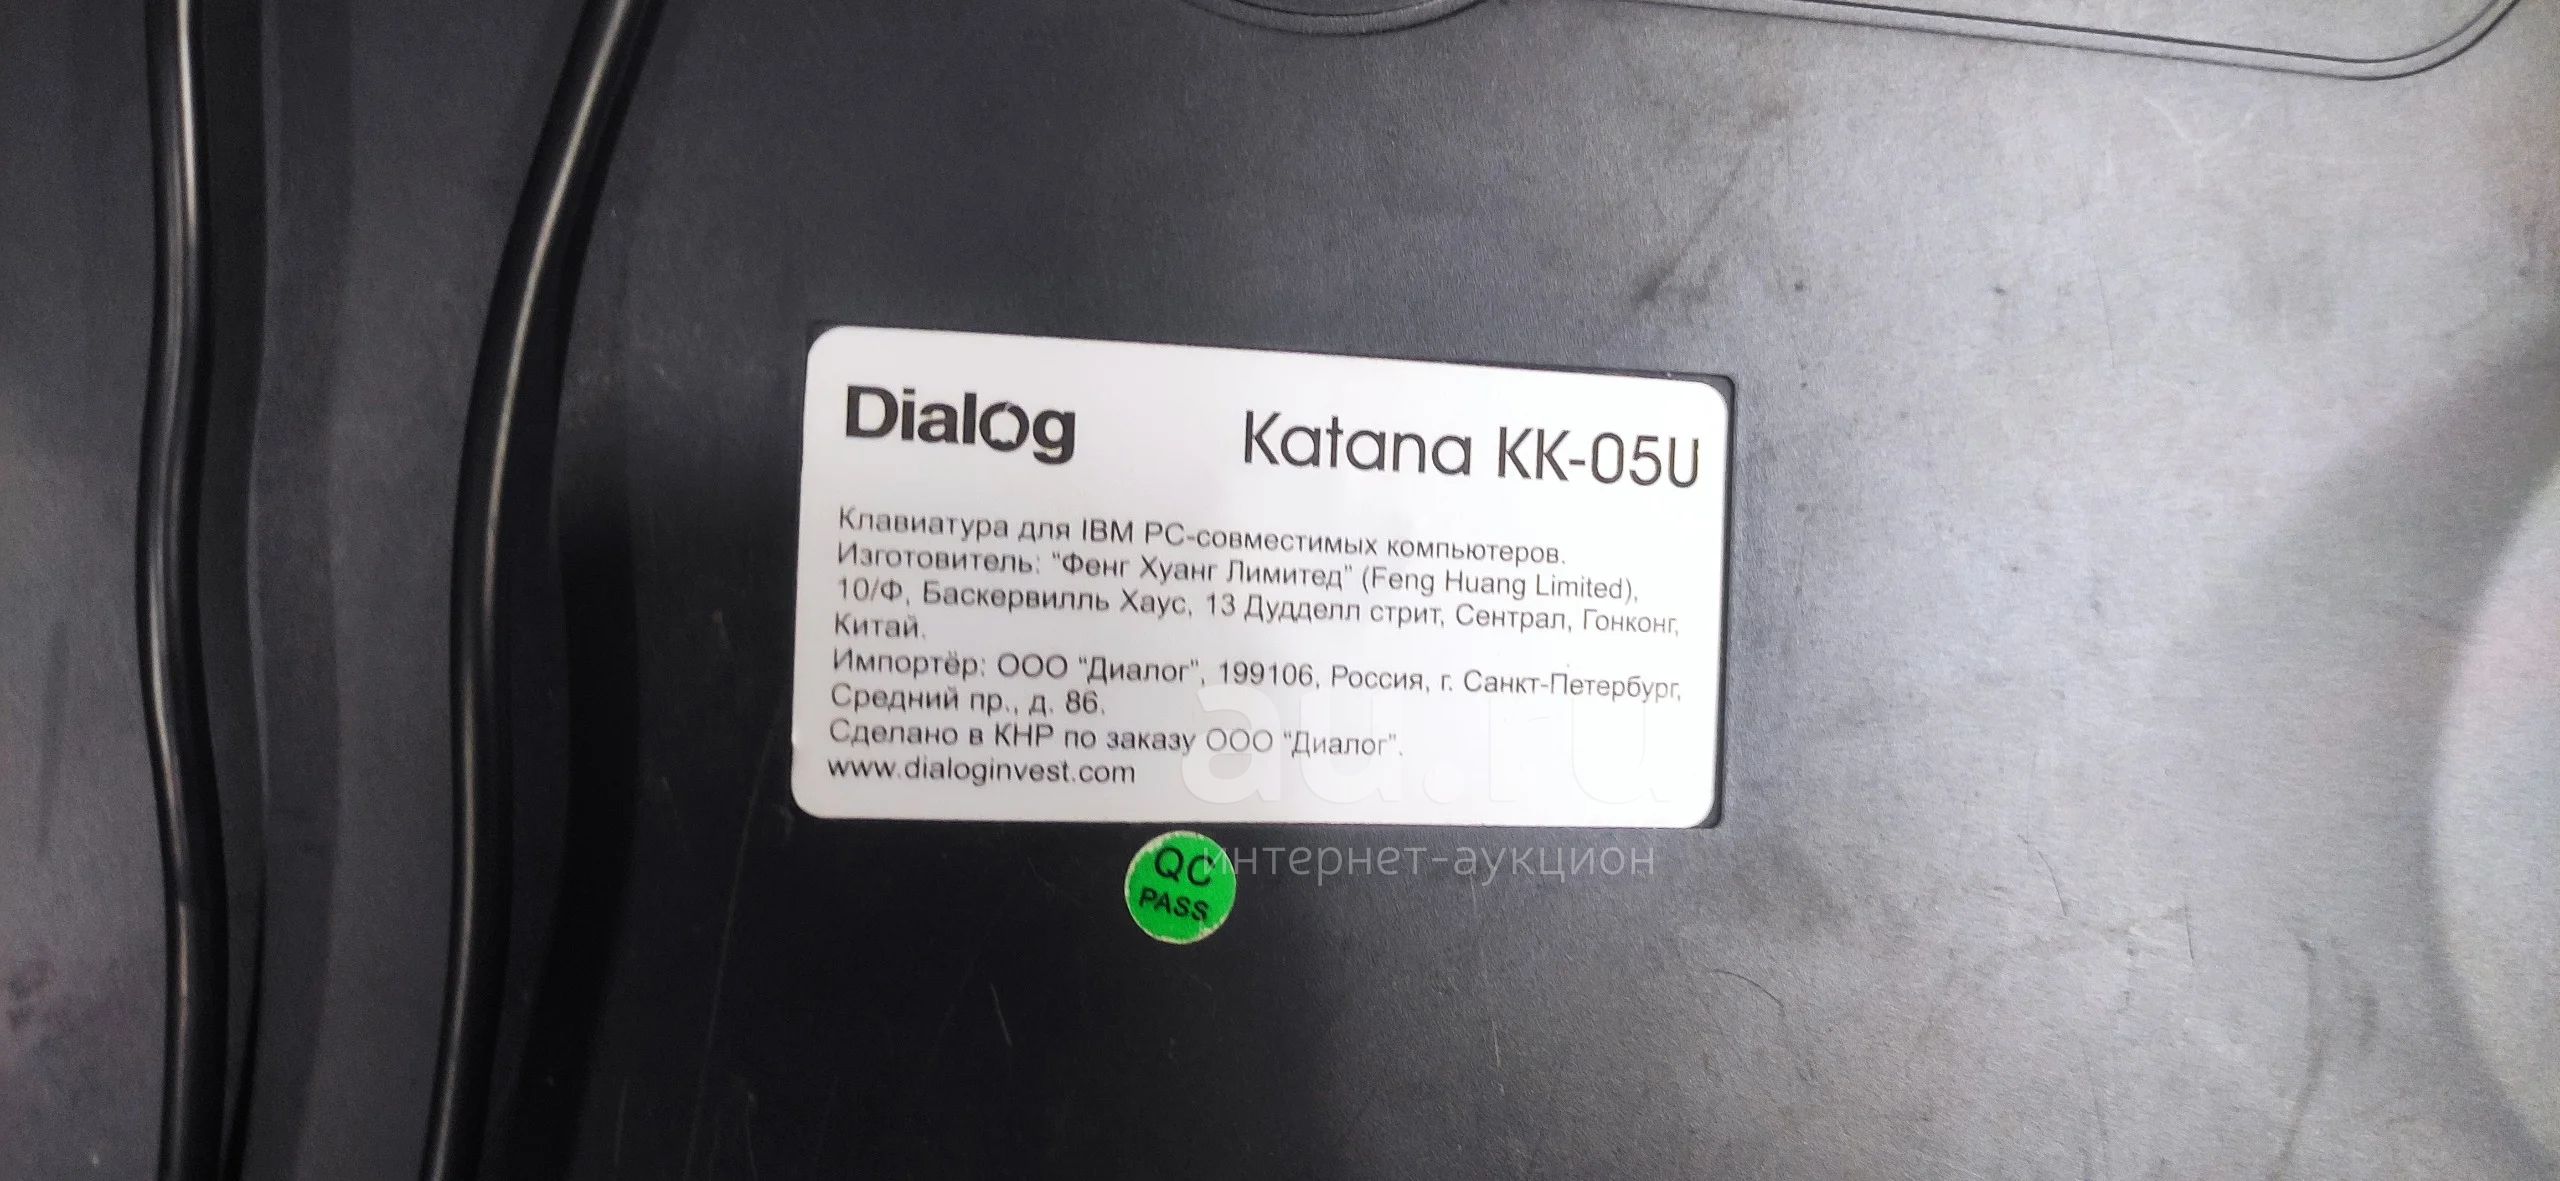 Dialog Katana KK-05U
Клавиатура для IBM PC-совместимых компьютеров.
Изготовитель: "Фенг Хуанг Лимитед" (Feng Huang Limited),
10/Ф, Баскервилль Хаус, 13 Дудделл стрит, Сентрал, Гонконг,
Китай.
Импортёр: ООО "Диалог", 199106, Россия, г. Санкт-Петербург,
Средний пр., д. 86.
Сделано в КНР по заказу ООО "Диалог".
www.dialoginvest.com
au.ru
интернет-аукцион
QC
PASS